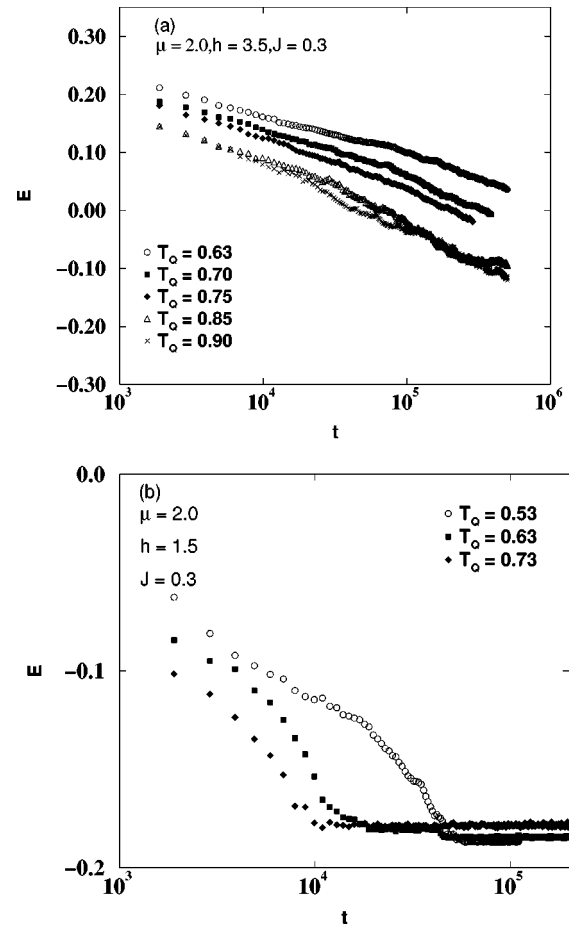 (a)
μ = 2.0,h = 3.5,J = 0.3
0.30
0.20
0.10
0.00
−0.10
−0.20
−0.30
E
T_Q = 0.63
T_Q = 0.70
T_Q = 0.75
T_Q = 0.85
T_Q = 0.90
10^3
10^4
10^5
10^6
t
(b)
μ = 2.0
h = 1.5
J = 0.3
T_Q = 0.53
T_Q = 0.63
T_Q = 0.73
0.0
−0.1
−0.2
E
10^3
10^4
10^5
t